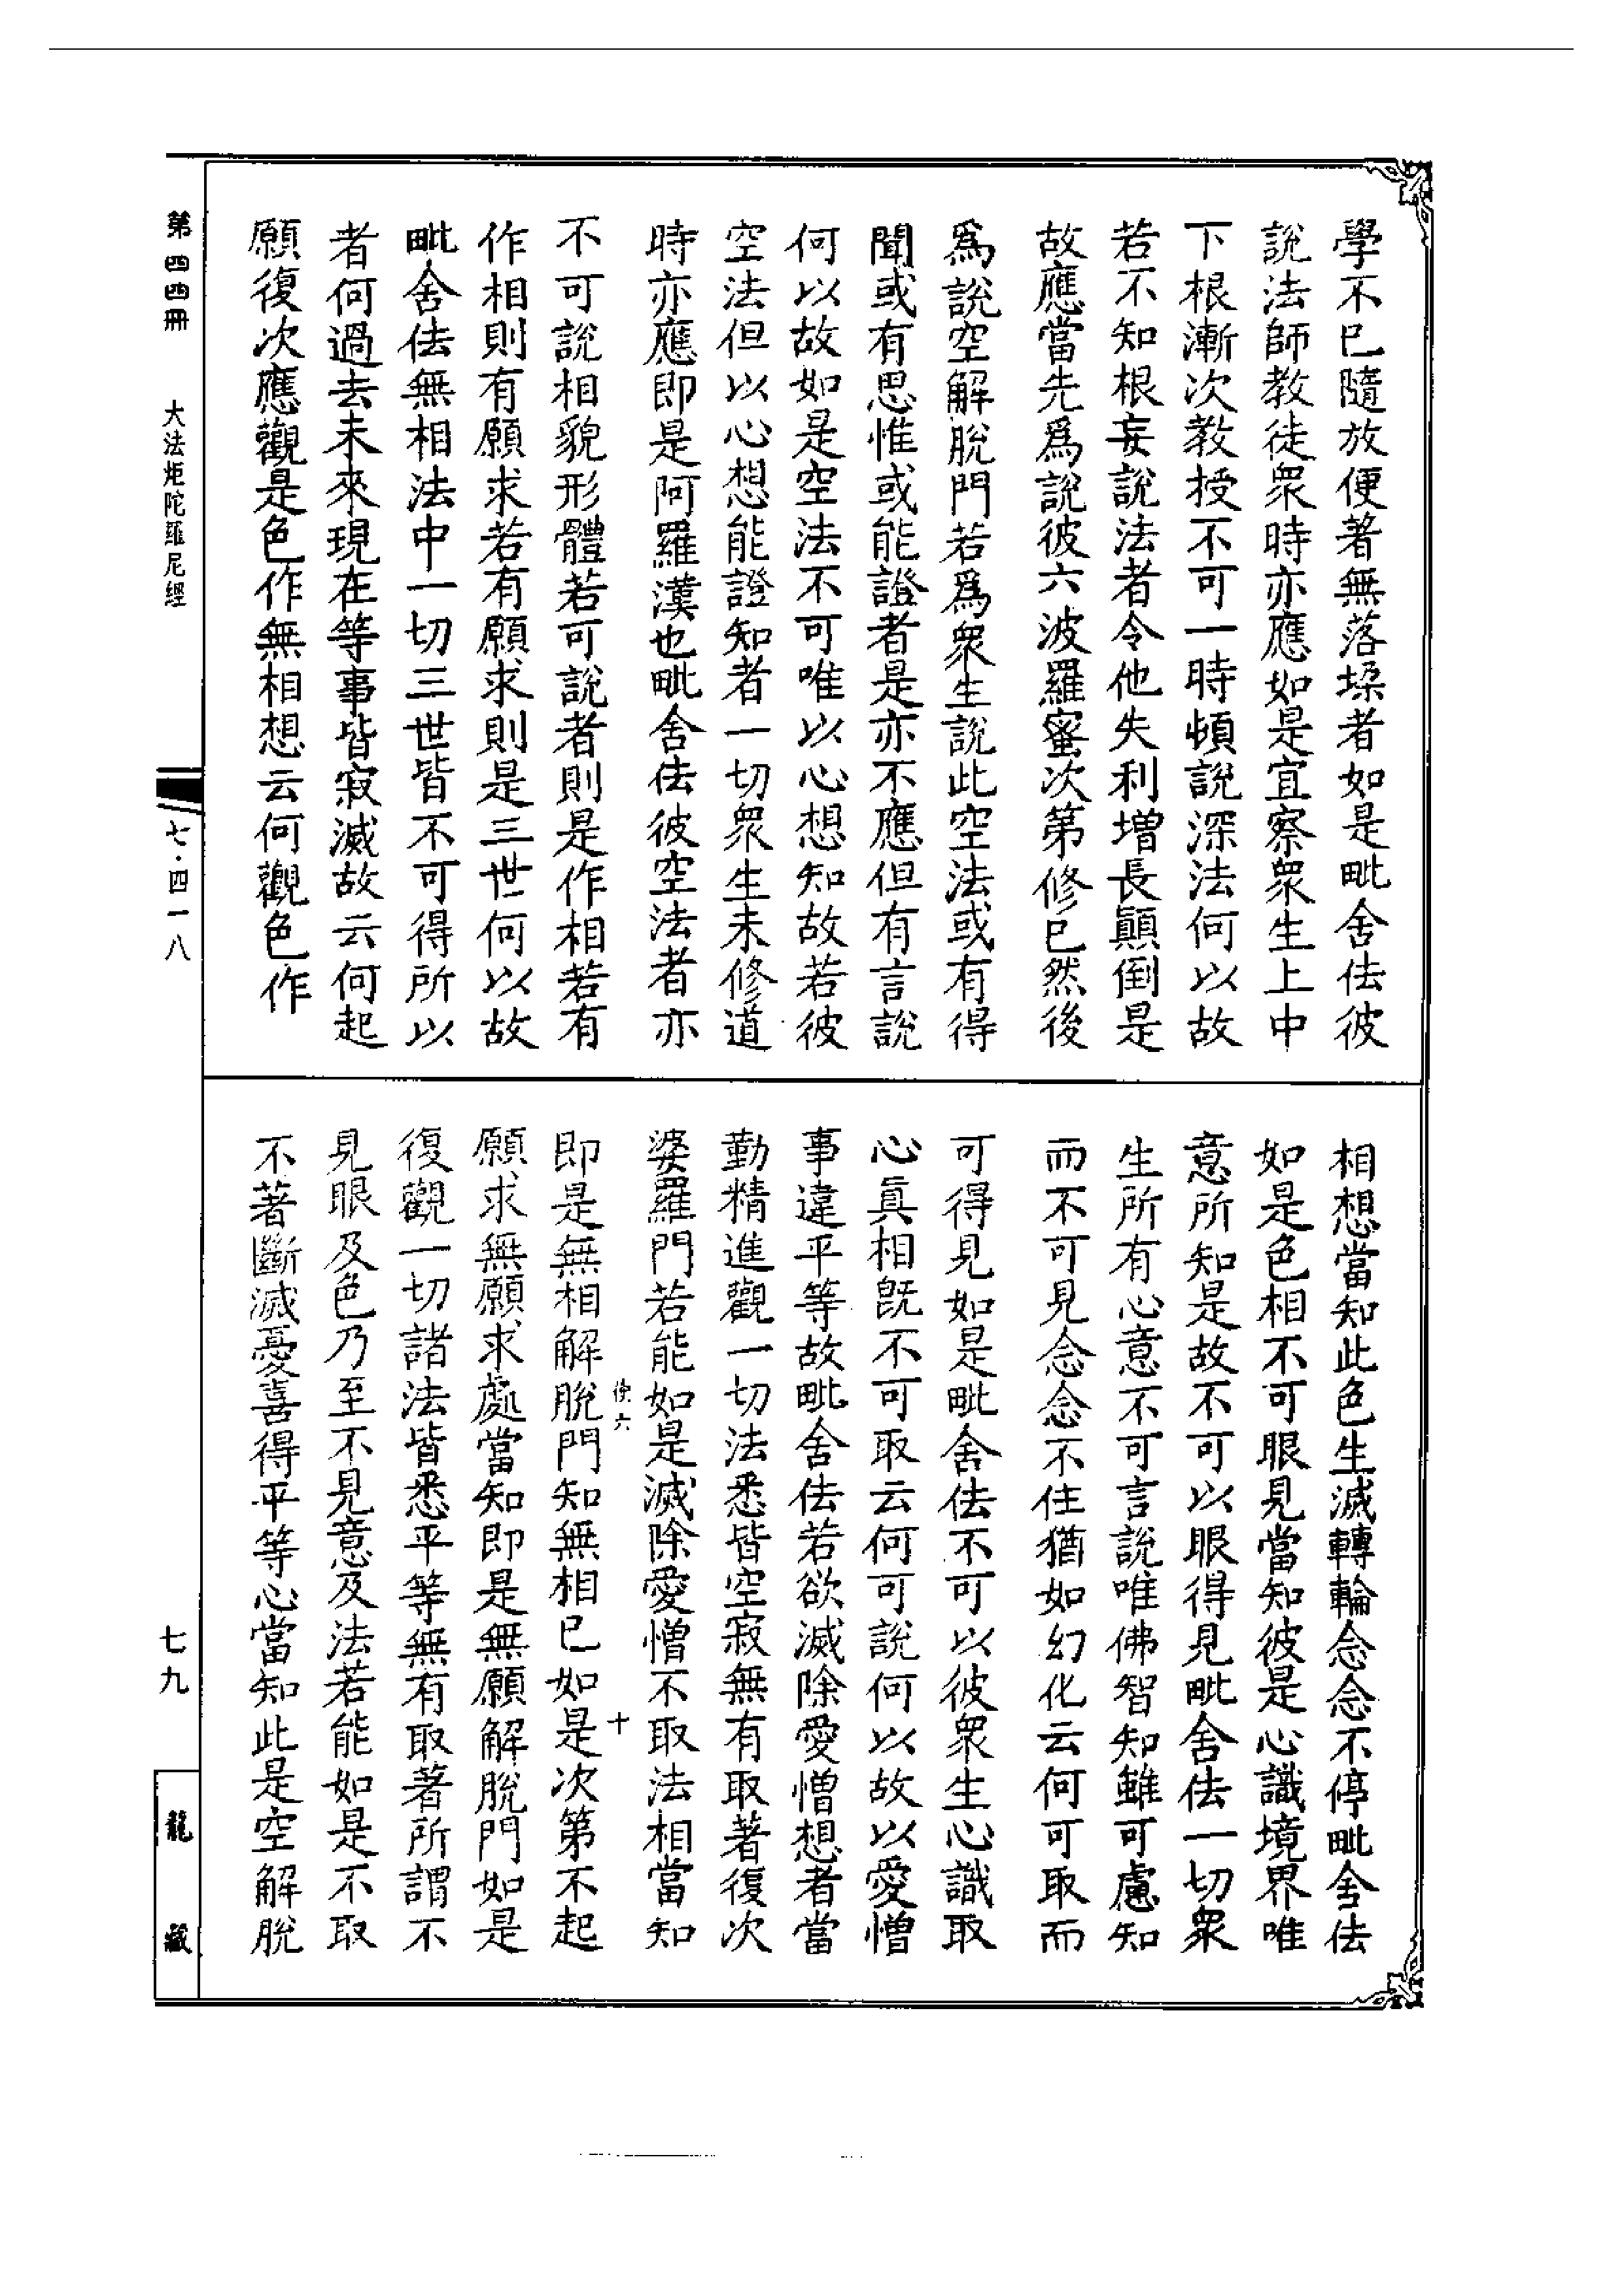 學不已隨放便著無落垛者如是毗舍佉彼
說法師教徒衆時亦應如是宜察衆生上中
下根漸次教授不可一時頓說深法何以故
若不知根妄說法者令他失利增長顛倒是
故應當先爲說彼六波羅蜜次第修已然後
爲說空解脫門若爲衆生說此空法或有得
聞或有思惟或能證者是亦不應但有言說
何以故如是空法不可唯以心想知故若彼
空法但以心想能證知者一切衆生未修道
時亦應即是阿羅漢也毗舍佉彼空法者亦
不可說相貌形體若可說者則是作相若有
作相則有願求若有願求則是三世何以故
毗舍佉無相法中一切三世皆不可得所以
者何過去未來現在等事皆寂滅故云何起
願復次應觀是色作無相想云何觀色作
相想當知此色生滅轉輪念念不停毗舍佉
如是色相不可眼見當知彼是心識境界唯
意所知是故不可以眼得見毗舍佉一切衆
生所有心意不可言說唯佛智知雖可慮知
而不可見念念不住猶如幻化云何可取而
可得見如是毗舍佉不可以彼衆生心識取
心真相既不可取云何可說何以故以愛憎
事違平等故毗舍佉若欲滅除愛憎想者當
勤精進觀一切法悉皆空寂無有取著復次
婆羅門若能如是滅除愛憎不取法相當知
使六 十
即是無相解脫門知無相已如是次第不起
願求無願求處當知即是無願解脫門如是
復觀一切諸法皆悉平等無有取著所謂不
見眼及色乃至不見意及法若能如是不取
不著斷滅憂喜得平等心當知此是空解脫
第四四冊 大法炬陀羅尼經 七·四一八 七九 龍藏